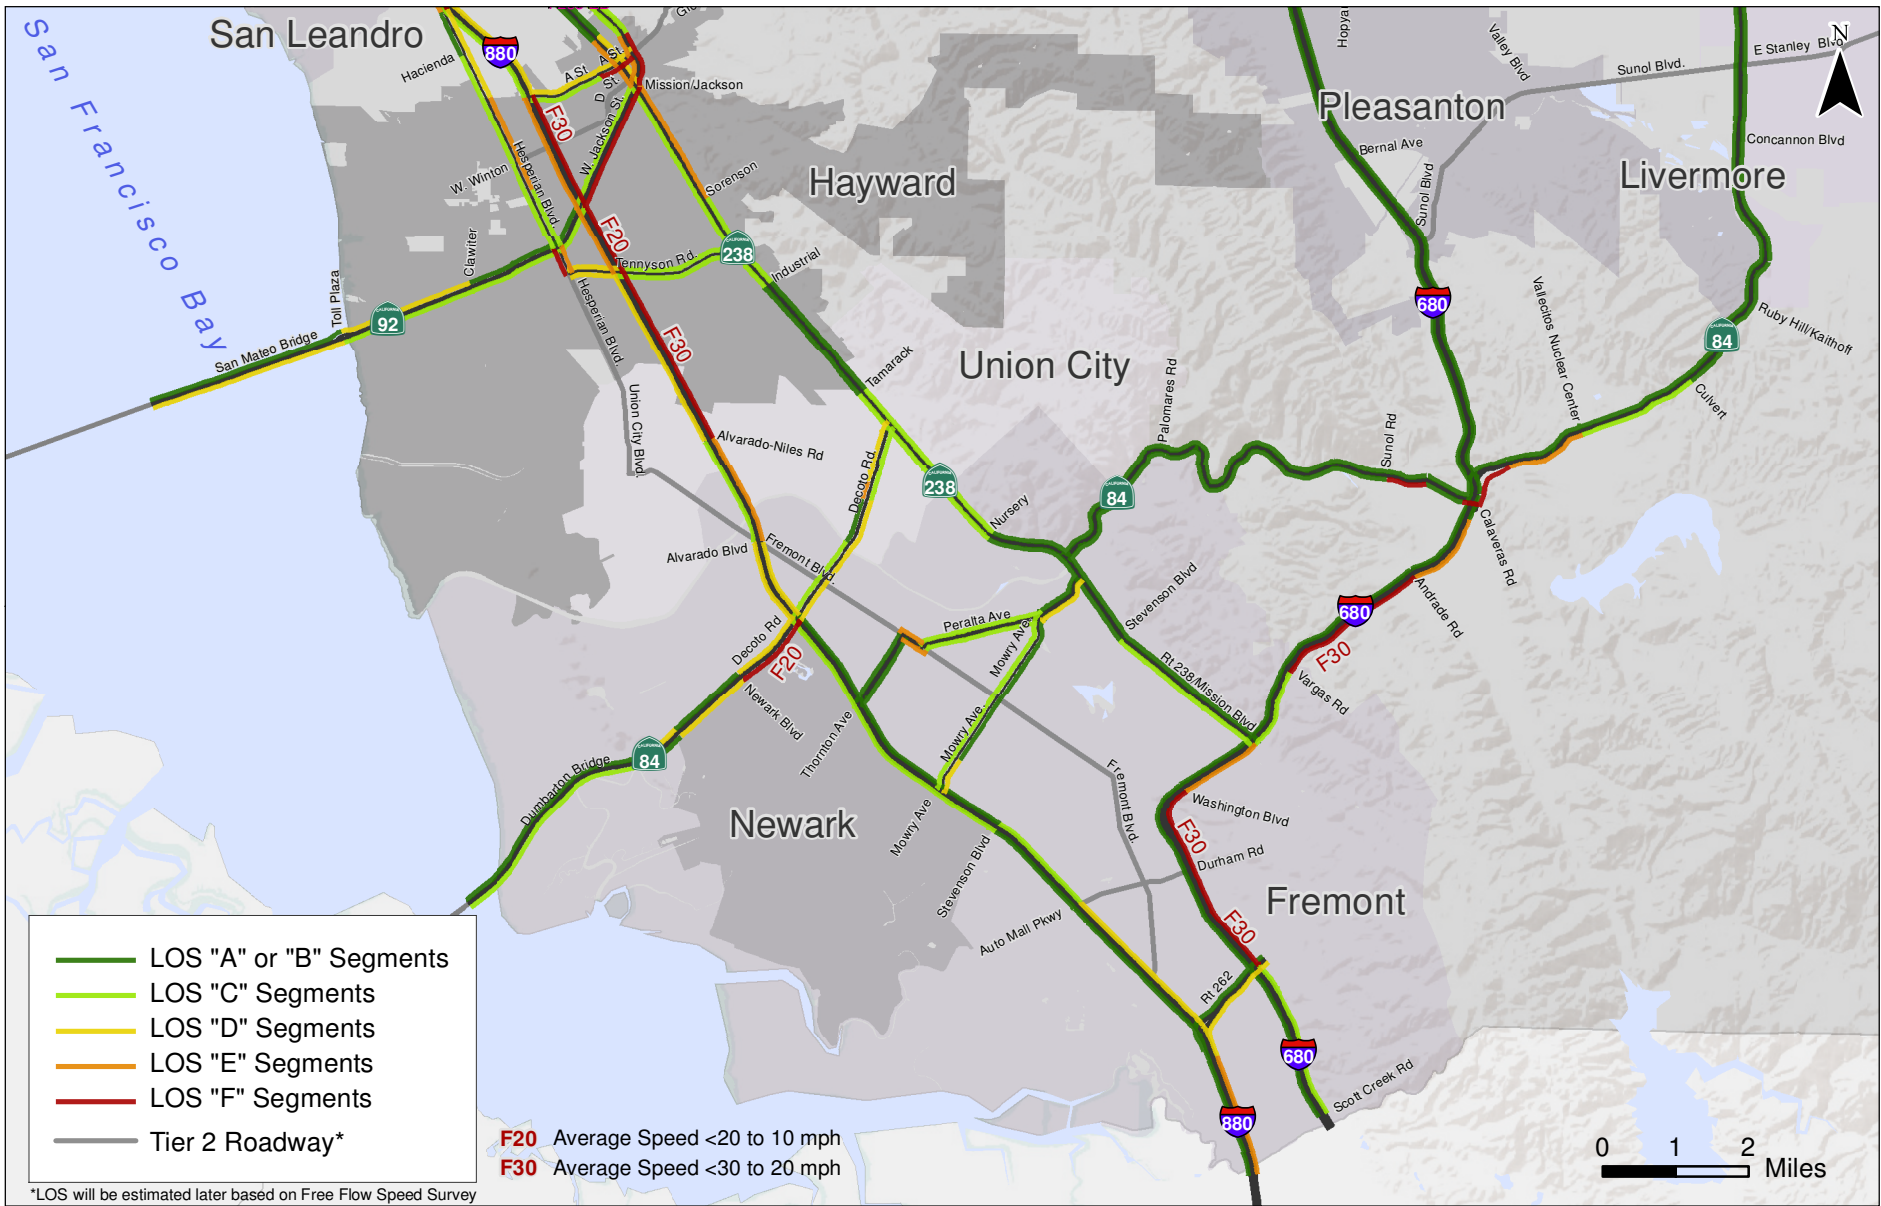 San Leandro
San Francisco Bay
Hacienda
880
A St.
A St.
D St.
Mission/Jackson
F30
W. Jackson St.
Hesperian Blvd.
W. Winton
Sorenson
Hayward
F20
Tennyson Rd.
238
Industrial
Clawiter
Toll Plaza
92
San Mateo Bridge
Hesperian Blvd.
Union City Blvd.
F30
Tamarack
Union City
Alvarado-Niles Rd
Decoto Rd.
238
Nursery
Palomares Rd
84
Sunol Rd
Hopya
Valley Blvd
Sunol Blvd.
E Stanley Blvd
N
Pleasanton
Bernal Ave
Sunol Blvd
Concannon Blvd
Livermore
680
Vallecitos Nuclear Center
84
Ruby Hill/Kaithoff
Culvert
Calaveras Rd
Andrade Rd
680
F30
Vargas Rd
Alvarado Blvd
Fremont Blvd.
Stevenson Blvd
Peralta Ave
Mowry Ave
Decoto Rd
F20
Newark Blvd
Rt 238/Mission Blvd
Thornton Ave
Mowry Ave.
84
Dumbarton Bridge
Newark
Mowry Ave
Stevenson Blvd
Fremont Blvd.
Washington Blvd
F30
Durham Rd
Fremont
F30
Auto Mall Pkwy
Rt 262
680
Scott Creek Rd
880
LOS "A" or "B" Segments
LOS "C" Segments
LOS "D" Segments
LOS "E" Segments
LOS "F" Segments
Tier 2 Roadway*
*LOS will be estimated later based on Free Flow Speed Survey
F20 Average Speed <20 to 10 mph
F30 Average Speed <30 to 20 mph
0 1 2
Miles